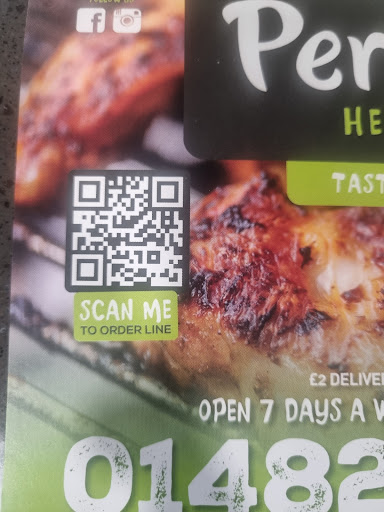 Per
HE
TAST
SCAN ME
TO ORDER LINE
£2 DELIVE
OPEN 7 DAYS A
01482